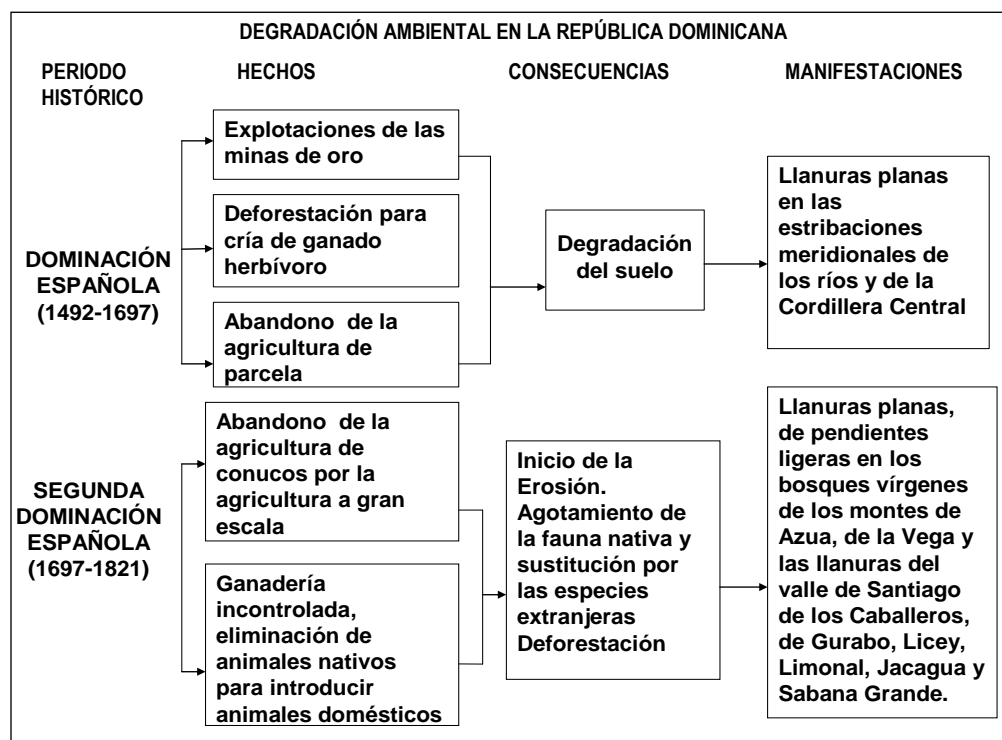 DEGRADACIÓN AMBIENTAL EN LA REPÚBLICA DOMINICANA
PERIODO
HISTÓRICO
HECHOS
CONSECUENCIAS
MANIFESTACIONES
DOMINACIÓN
ESPAÑOLA
(1492-1697)
Explotaciones de las
minas de oro
Deforestación para
cría de ganado
herbívoro
Abandono de la
agricultura de
parcela
Degradación
del suelo
Llanuras planas
en las
estribaciones
meridionales de
los ríos y de la
Cordillera Central
SEGUNDA
DOMINACIÓN
ESPAÑOLA
(1697-1821)
Abandono de la
agricultura de
conucos por la
agricultura a gran
escala
Ganadería
incontrolada,
eliminación de
animales nativos
para introducir
animales domésticos
Inicio de la
Erosión.
Agotamiento de
la fauna nativa y
sustitución por
las especies
extranjeras
Deforestación
Llanuras planas,
de pendientes
ligeras en los
bosques vírgenes
de los montes de
Azua, de la Vega y
las llanuras del
valle de Santiago
de los Caballeros,
de Gurabo, Licey,
Limonal, Jacagua y
Sabana Grande.